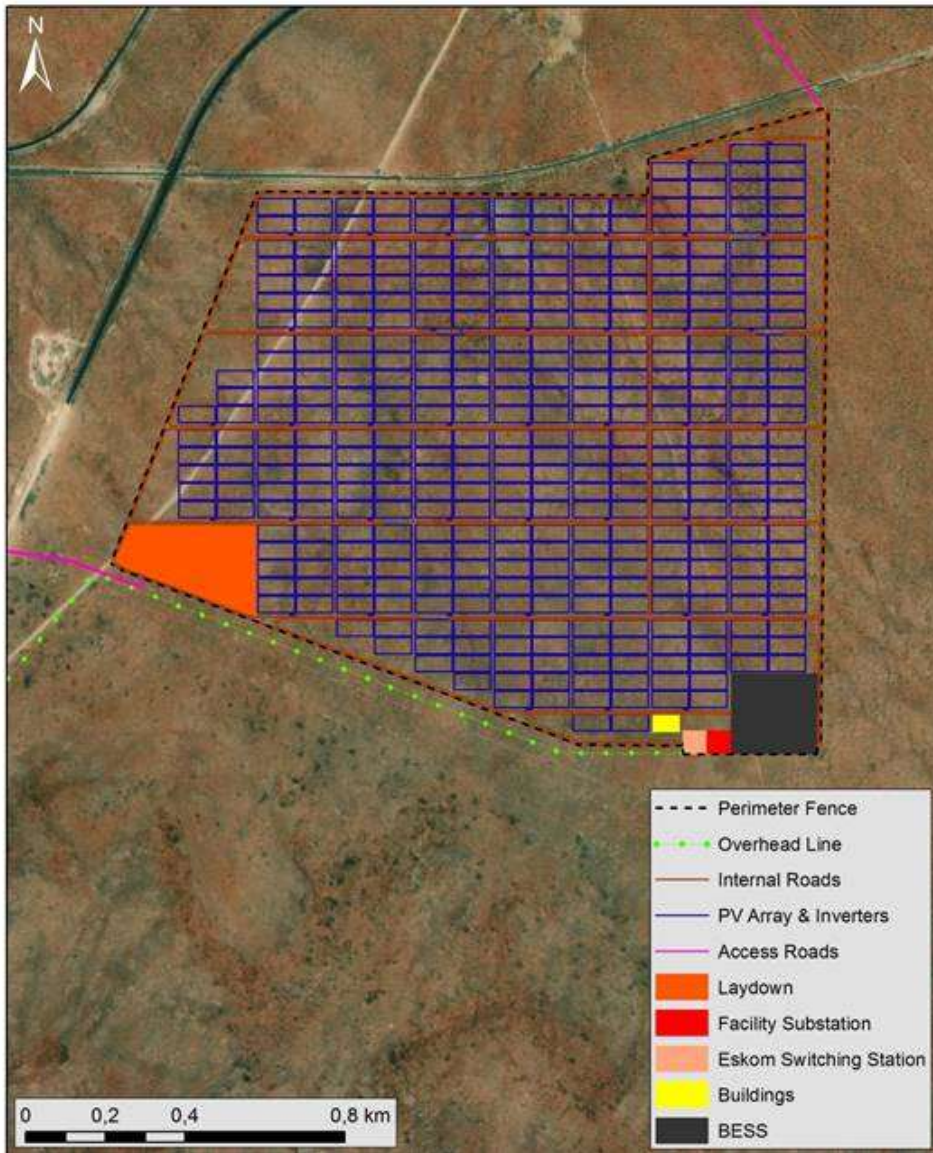 N
Perimeter Fence
Overhead Line
Internal Roads
PV Array & Inverters
Access Roads
Laydown
Facility Substation
Eskom Switching Station
Buildings
BESS
0 0,2 0,4 0,8 km